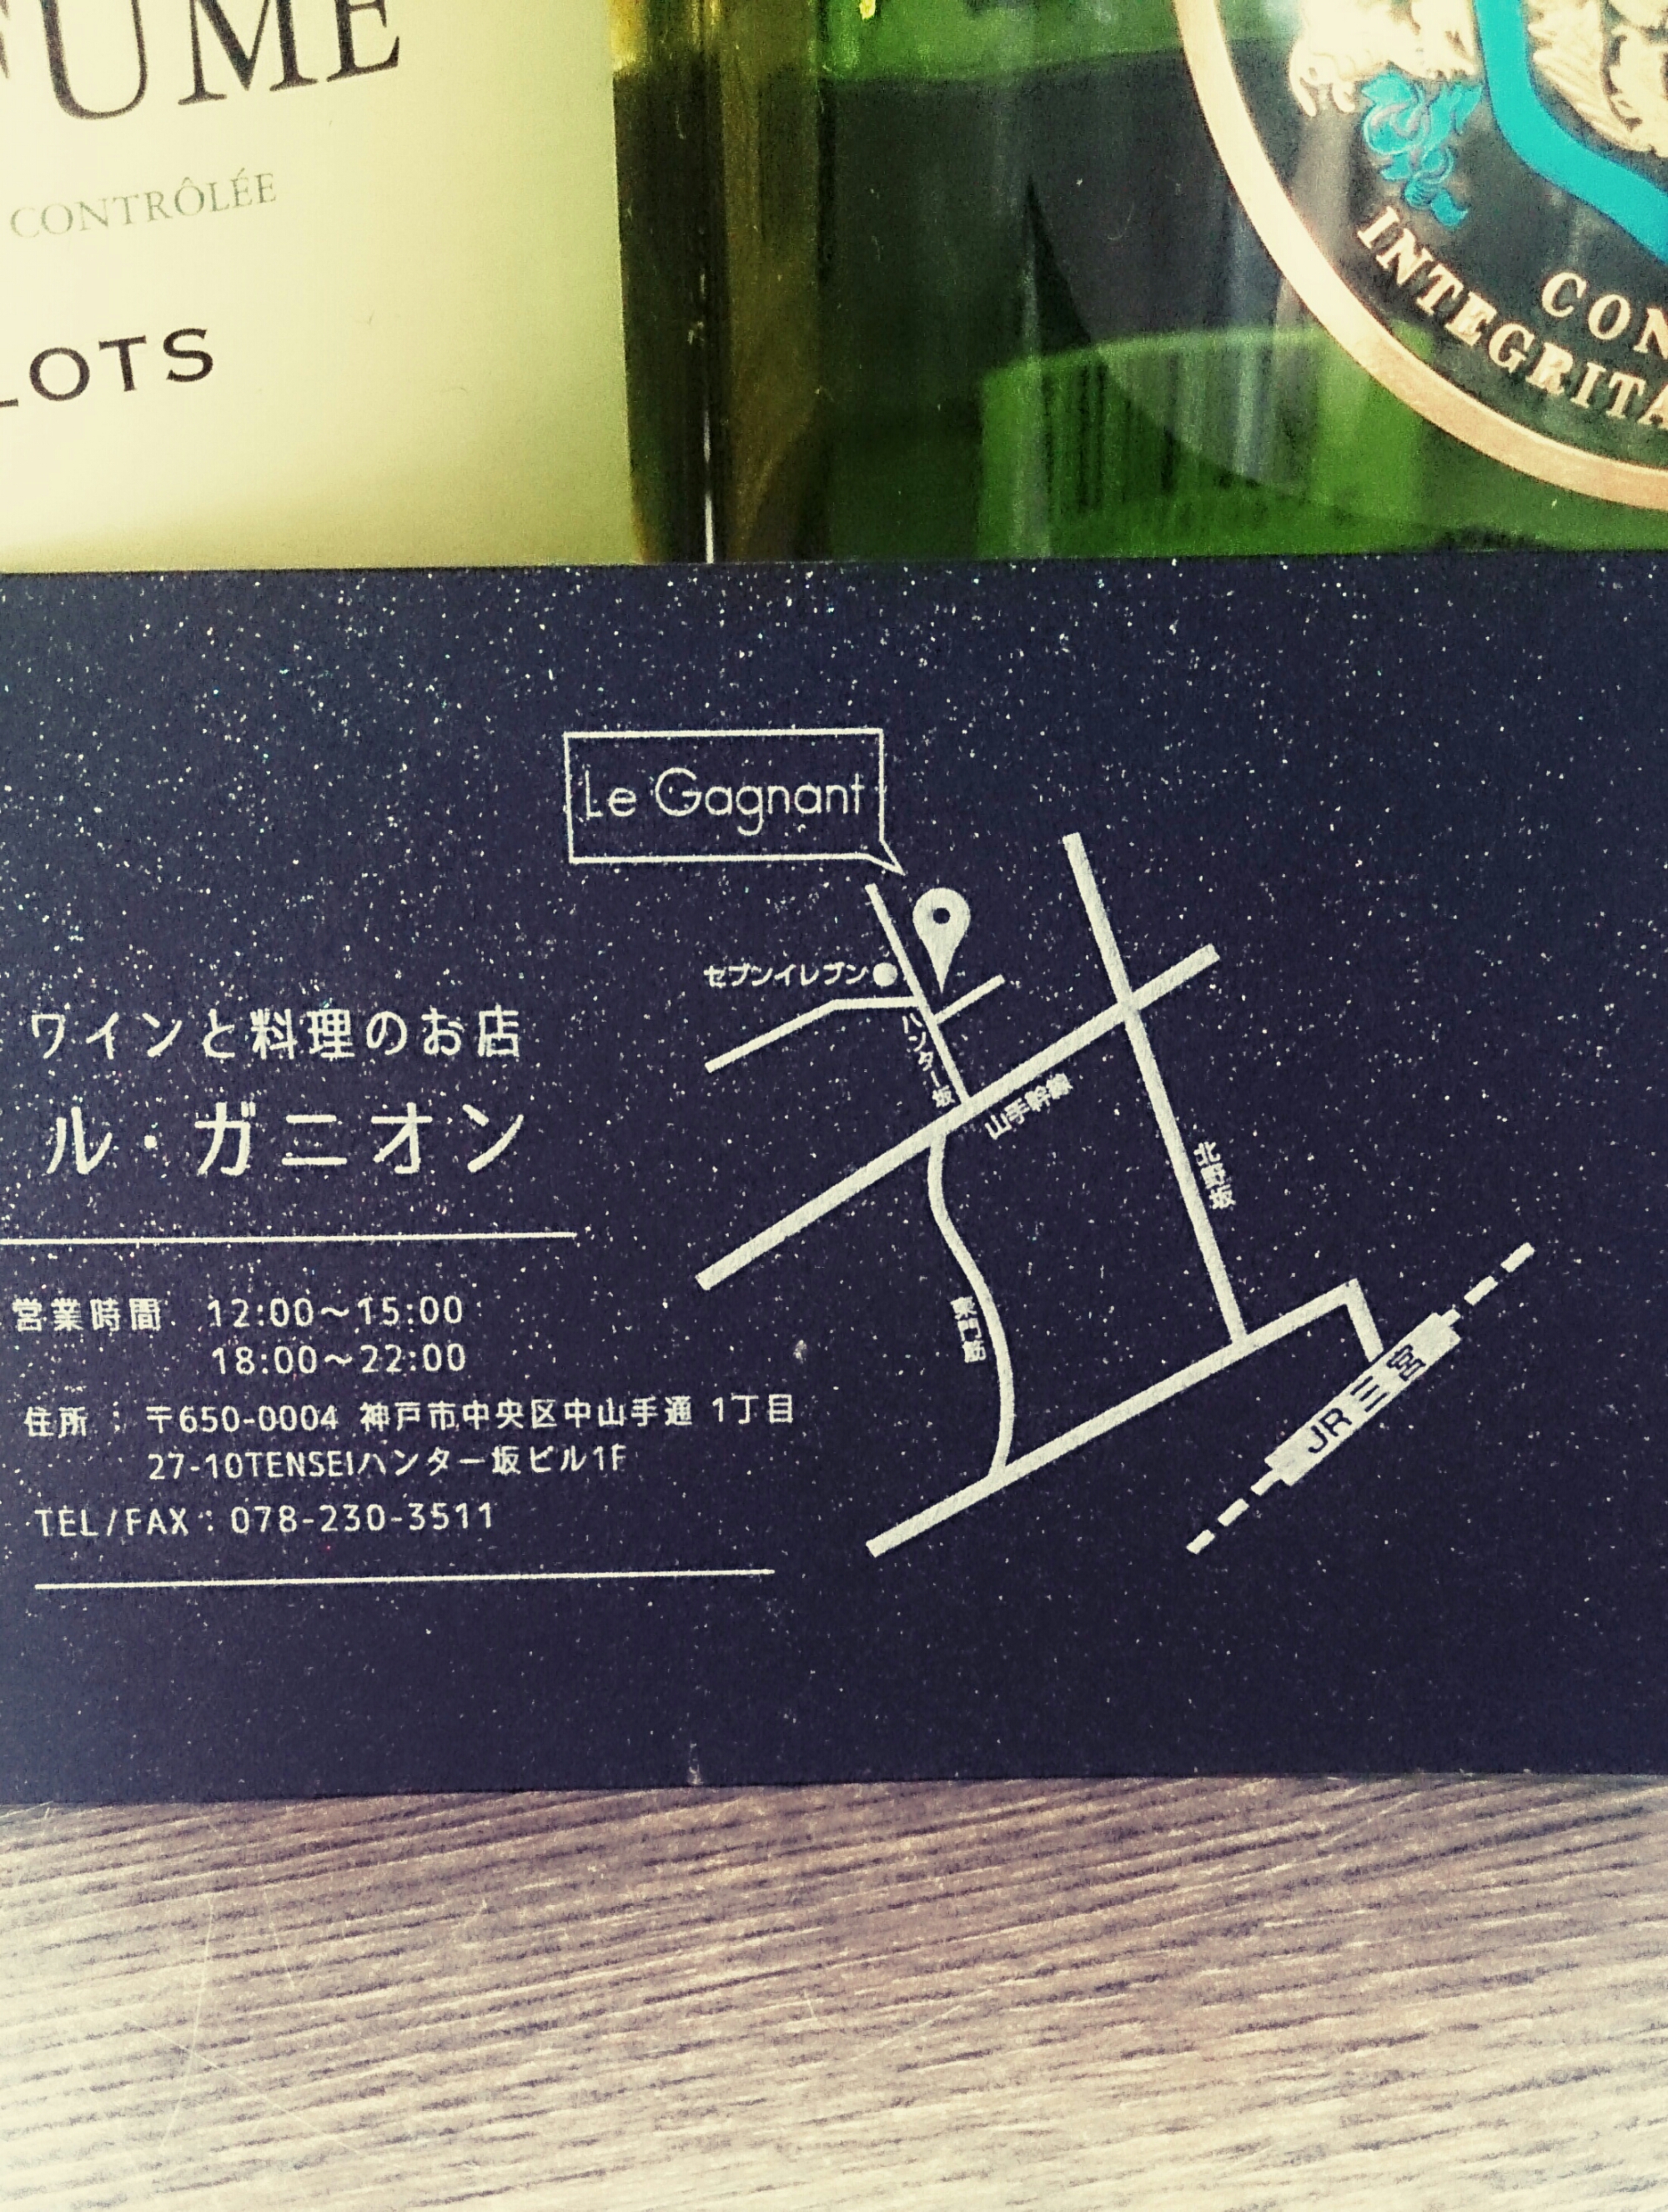 FUMÉ
CONTRÔLÉE
LOTS
CON
INTEGRITA
Le Gagnant
セブンイレブン
ハンター坂
山手幹線
北野坂
東門筋
JR三宮
ワインと料理のお店
ル・ガニオン
営業時間 12:00～15:00
18:00～22:00
住所 : 〒650-0004 神戸市中央区中山手通 1丁目
27-10TENSEIハンター坂ビル1F
TEL/FAX : 078-230-3511